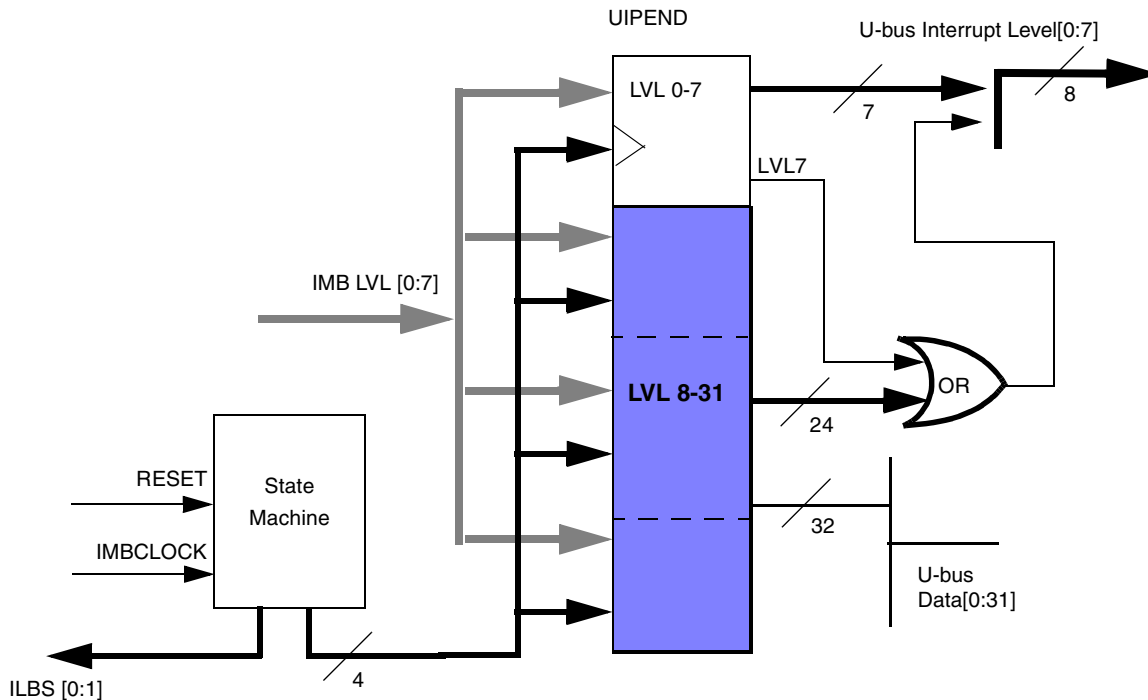 UIPEND
U-bus Interrupt Level[0:7]
LVL 0-7
7
8
LVL7
IMB LVL [0:7]
LVL 8-31
OR
24
RESET
State
Machine
32
IMBCLOCK
U-bus
Data[0:31]
4
ILBS [0:1]